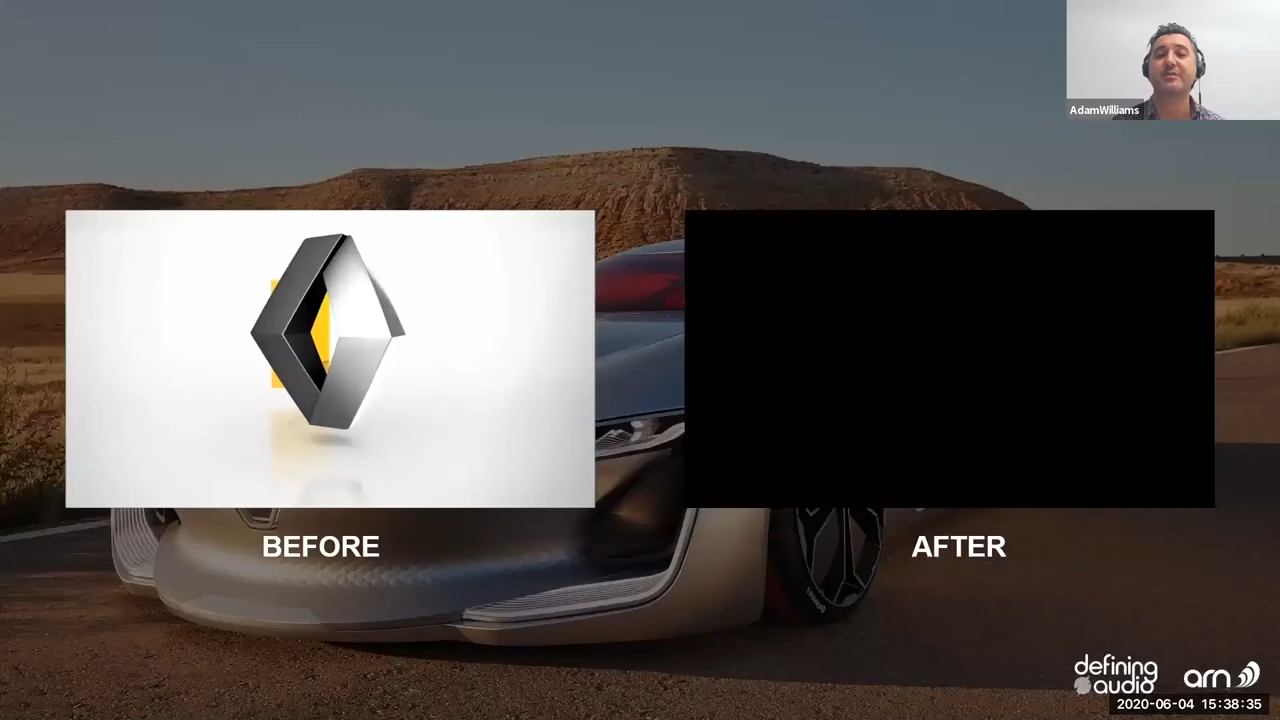 AdamWilliams
BEFORE
AFTER
defining
audio
arn
2020-06-04 15:38:35